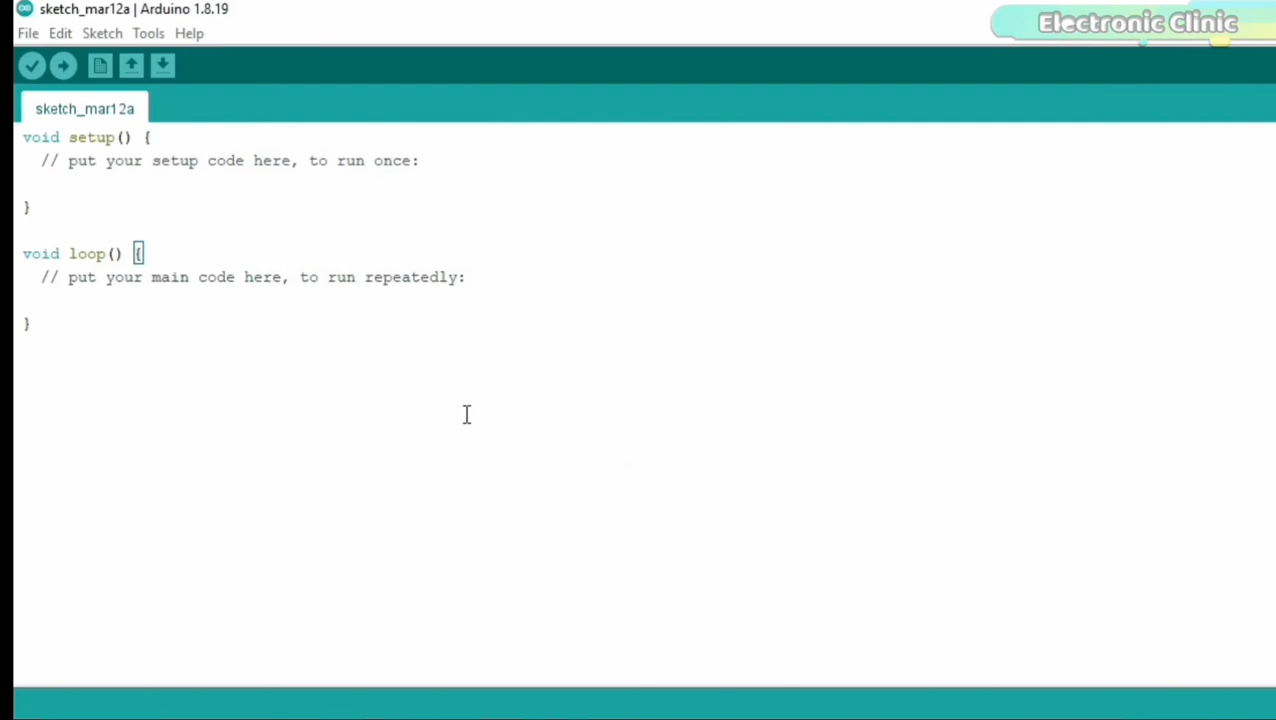 sketch_mar12a | Arduino 1.8.19
Electronic Clinic
File Edit Sketch Tools Help
sketch_mar12a
void setup() {
  // put your setup code here, to run once:
}
void loop() {
  // put your main code here, to run repeatedly:
}